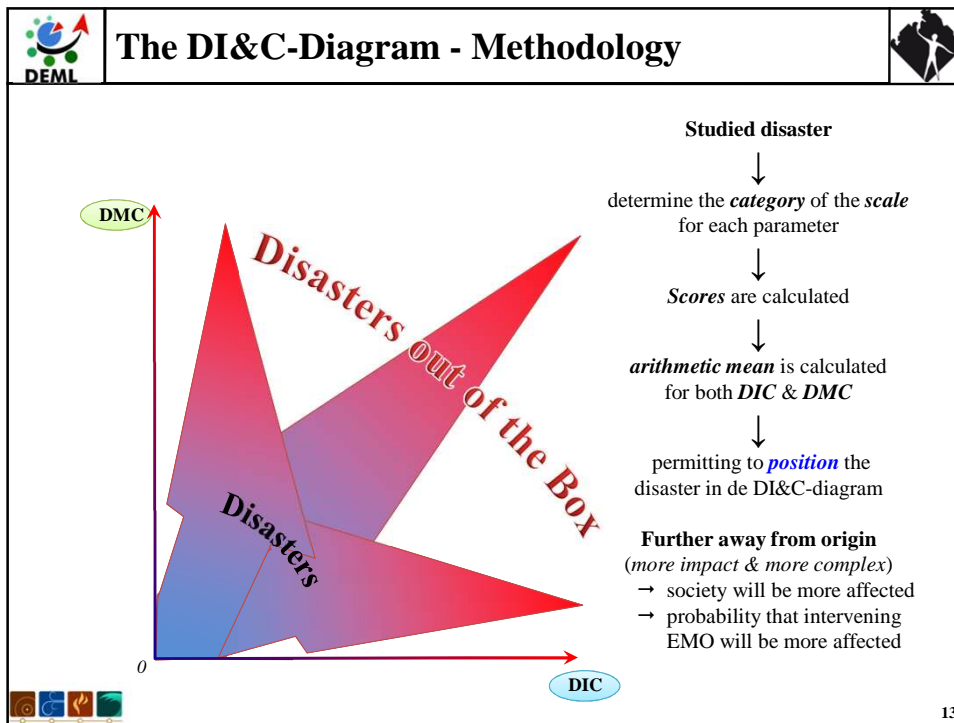 DEML
The DI&C-Diagram - Methodology
DMC
Disasters out of the Box
Disasters
0
DIC
Studied disaster
↓
determine the category of the scale
for each parameter
↓
Scores are calculated
↓
arithmetic mean is calculated
for both DIC & DMC
↓
permitting to position the
disaster in de DI&C-diagram
Further away from origin
(more impact & more complex)
→ society will be more affected
→ probability that intervening
EMO will be more affected
13